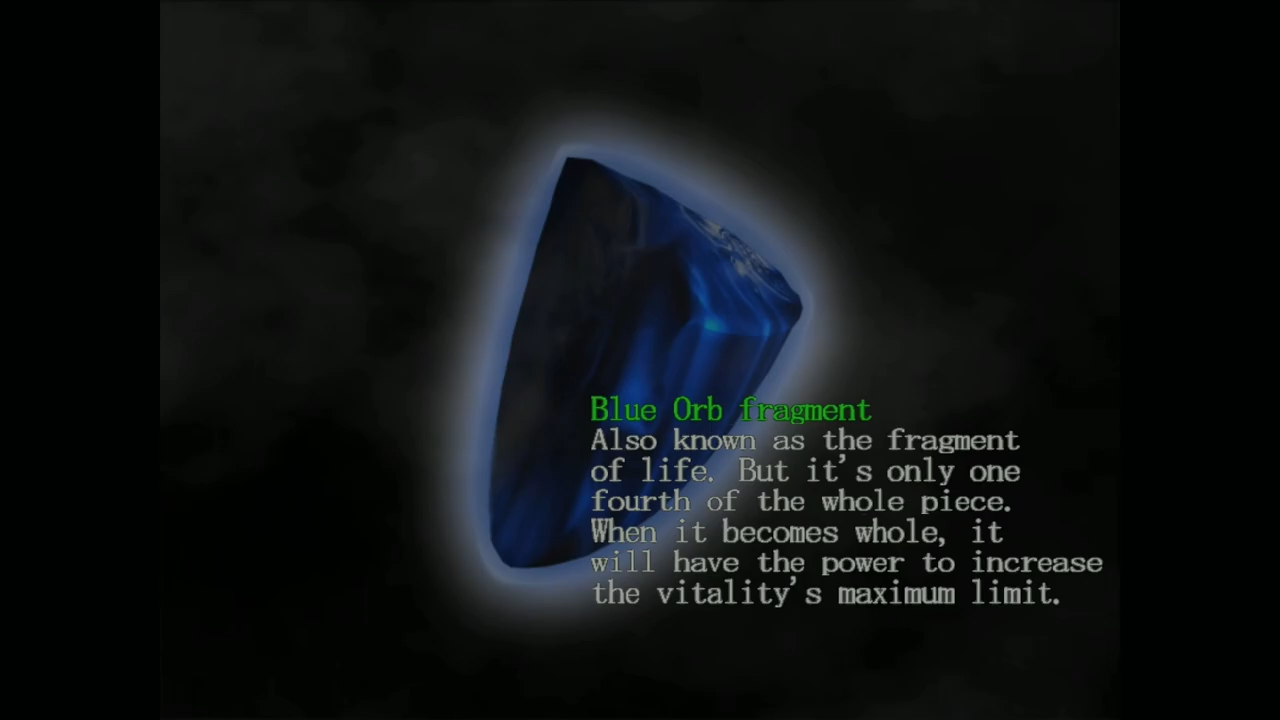 Blue Orb fragment
Also known as the fragment
of life. But it's only one
fourth of the whole piece.
When it becomes whole, it
will have the power to increase
the vitality's maximum limit.